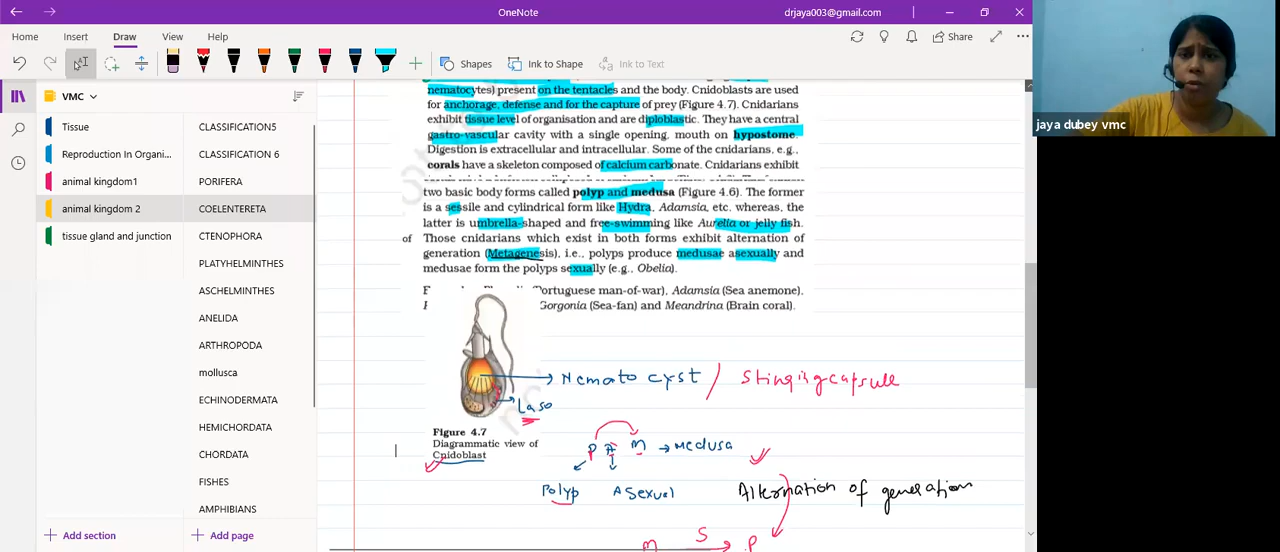 OneNote
drjaya003@gmail.com
Home Insert Draw View Help
Share
Shapes Ink to Shape Ink to Text
VMC
Tissue
Reproduction In Organi...
animal kingdom1
animal kingdom 2
tissue gland and junction
CLASSIFICATION5
CLASSIFICATION 6
PORIFERA
COELENTERETA
CTENOPHORA
PLATYHELMINTHES
ASCHELMINTHES
ANELIDA
ARTHROPODA
mollusca
ECHINODERMATA
HEMICHORDATA
CHORDATA
FISHES
AMPHIBIANS
Add section Add page
nematocytes) present on the tentacles and the body. Cnidoblasts are used
for anchorage, defense and for the capture of prey (Figure 4.7). Cnidarians
exhibit tissue level of organisation and are diploblastic. They have a central
gastro-vascular cavity with a single opening, mouth on hypostome.
Digestion is extracellular and intracellular. Some of the cnidarians, e.g.,
corals have a skeleton composed of calcium carbonate. Cnidarians exhibit
two basic body forms called polyp and medusa (Figure 4.6). The former
is a sessile and cylindrical form like Hydra, Adamsia, etc. whereas, the
latter is umbrella-shaped and free-swimming like Aurelia or jelly fish.
of Those cnidarians which exist in both forms exhibit alternation of
generation (Metagenesis), i.e., polyps produce medusae asexually and
medusae form the polyps sexually (e.g., Obelia).
(Portuguese man-of-war), Adamsia (Sea anemone),
Gorgonia (Sea-fan) and Meandrina (Brain coral).
Nemato cyst / Stinging capsule
Laso
Figure 4.7
Diagrammatic view of
Cnidoblast
P A M → Medusa
Polyp Asexual
Alternation of generation
M S P
jaya dubey vmc